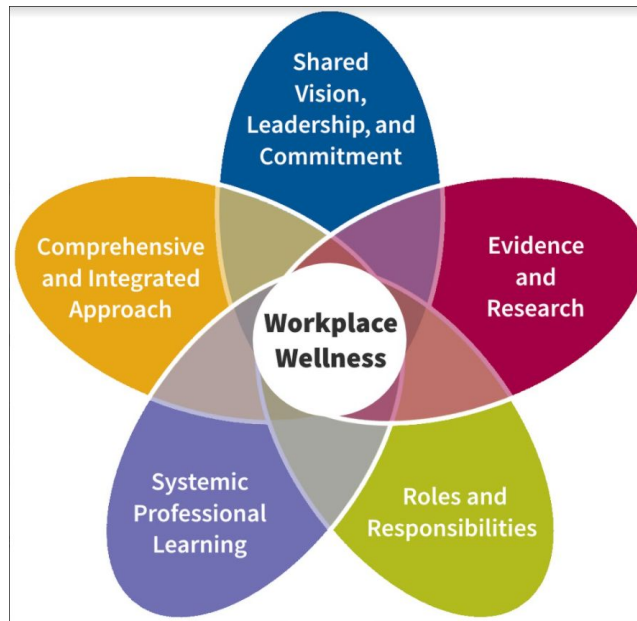 Shared
Vision,
Leadership, and
Commitment
Comprehensive
and Integrated
Approach
Evidence
and
Research
Workplace
Wellness
Systemic
Professional
Learning
Roles and
Responsibilities